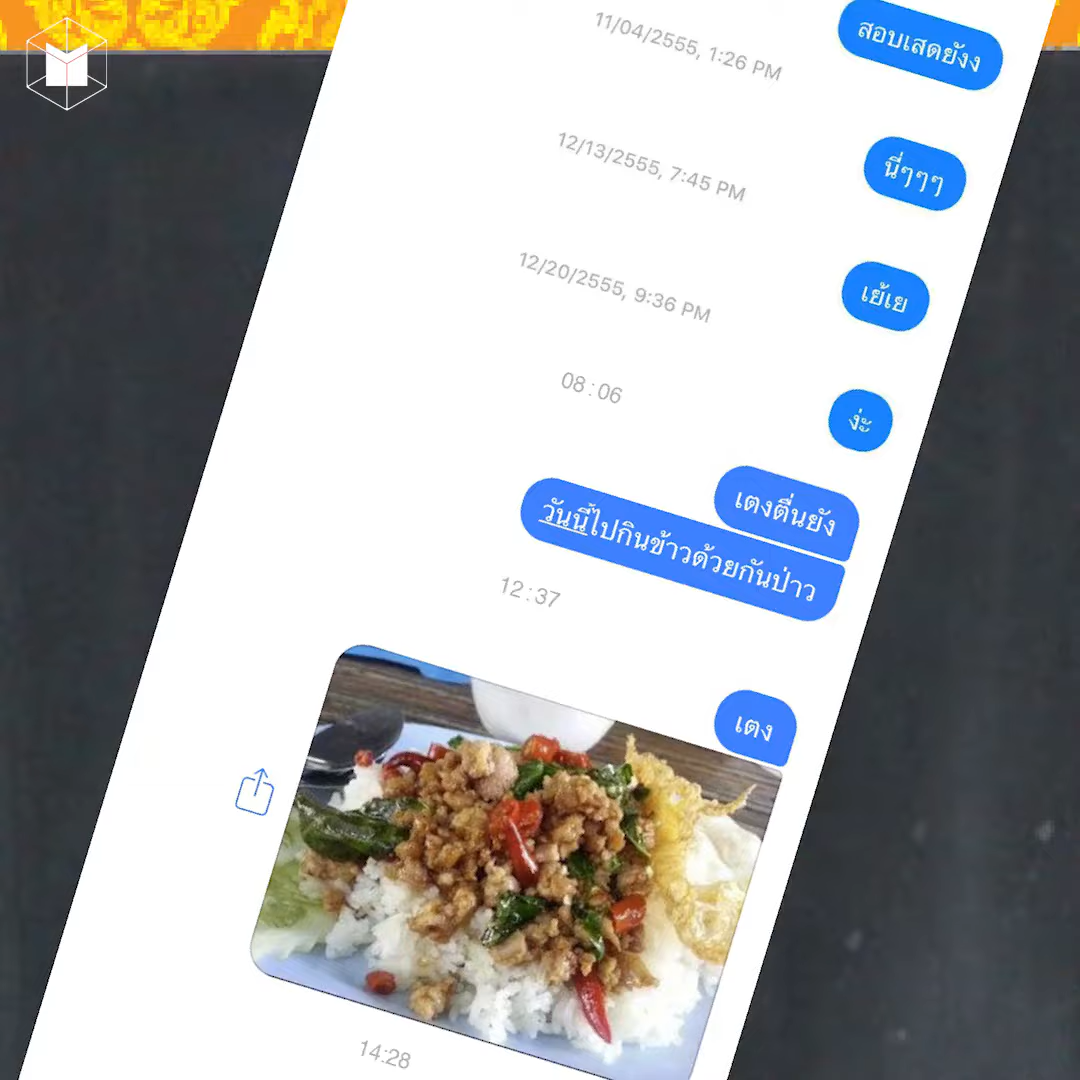 11/04/2555, 1:26 PM
สอบเสดยังง
12/13/2555, 7:45 PM
นี่ๆๆๆ
12/20/2555, 9:36 PM
เย้เย
08:06
ง่ะ
เตงตื่นยัง
วันนี้ไปกินข้าวด้วยกันป่าว
12:37
เตง
14:28